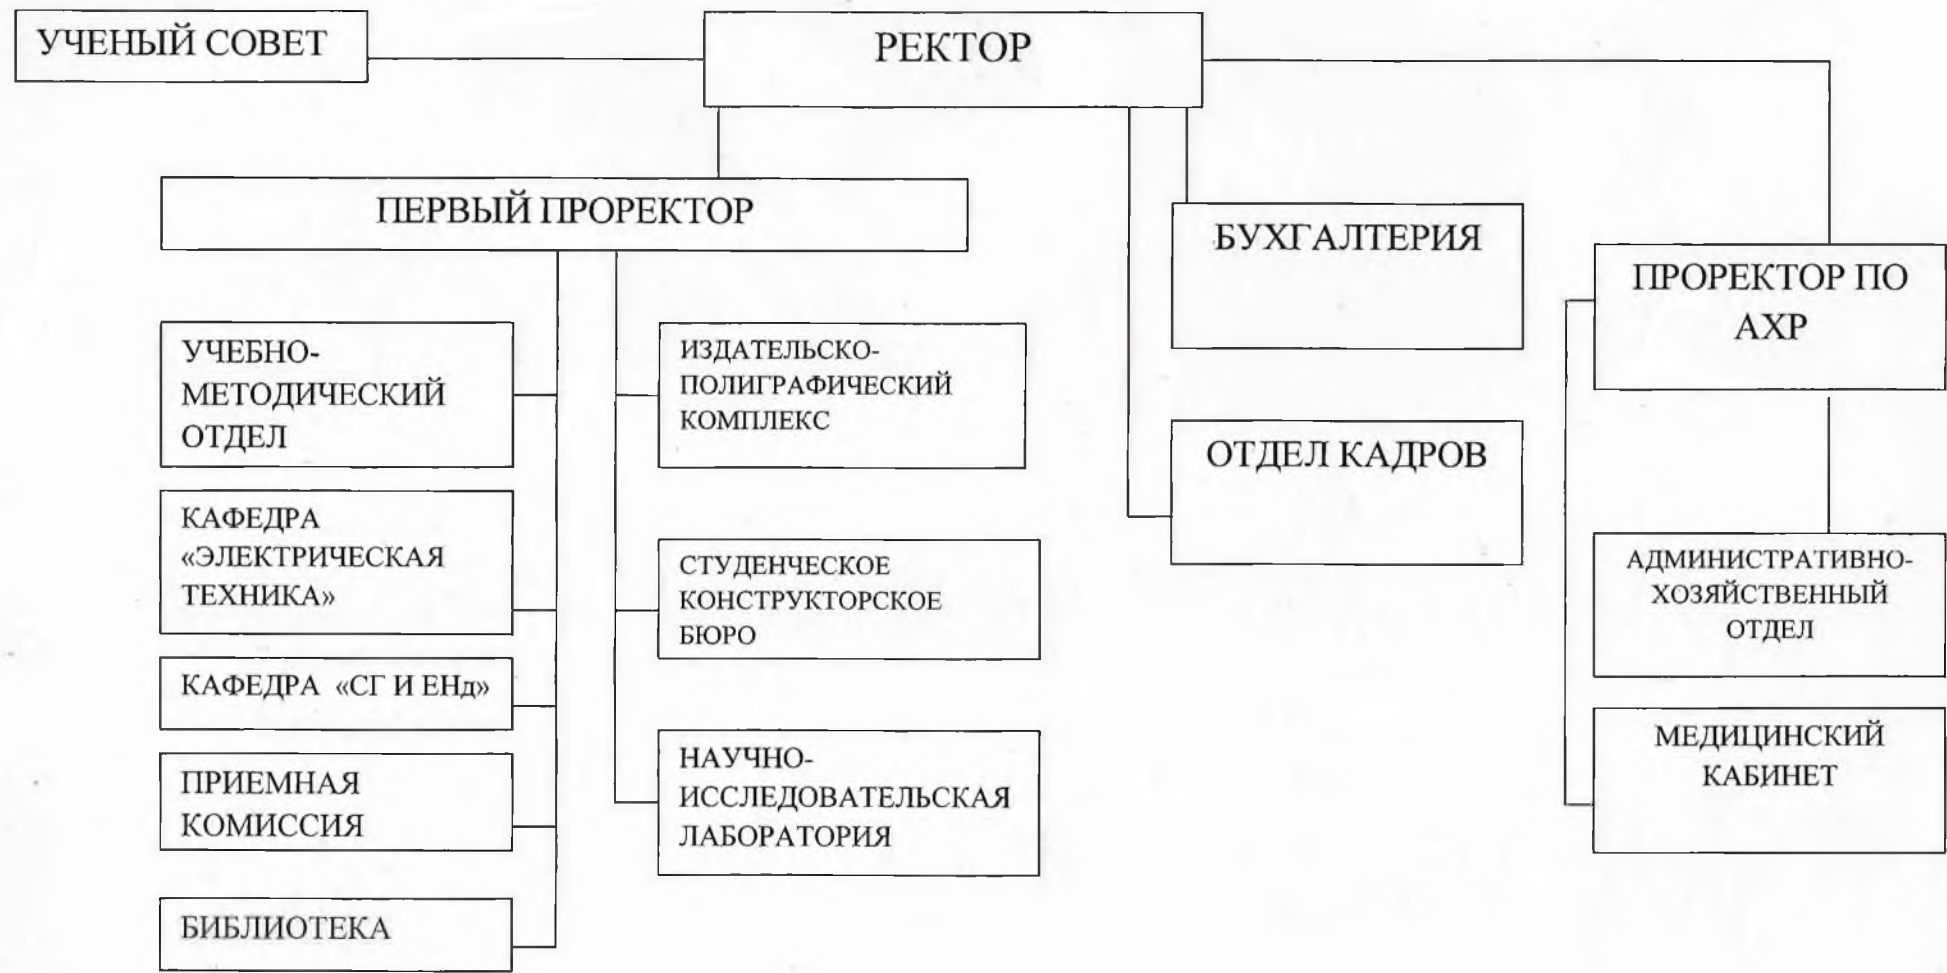 УЧЕНЫЙ СОВЕТ
РЕКТОР
ПЕРВЫЙ ПРОРЕКТОР
УЧЕБНО-
МЕТОДИЧЕСКИЙ
ОТДЕЛ
КАФЕДРА
«ЭЛЕКТРИЧЕСКАЯ
ТЕХНИКА»
КАФЕДРА «СГ И ЕНд»
ПРИЕМНАЯ
КОМИССИЯ
БИБЛИОТЕКА
ИЗДАТЕЛЬСКО-
ПОЛИГРАФИЧЕСКИЙ
КОМПЛЕКС
СТУДЕНЧЕСКОЕ
КОНСТРУКТОРСКОЕ
БЮРО
НАУЧНО-
ИССЛЕДОВАТЕЛЬСКАЯ
ЛАБОРАТОРИЯ
БУХГАЛТЕРИЯ
ОТДЕЛ КАДРОВ
ПРОРЕКТОР ПО
АХР
АДМИНИСТРАТИВНО-
ХОЗЯЙСТВЕННЫЙ
ОТДЕЛ
МЕДИЦИНСКИЙ
КАБИНЕТ